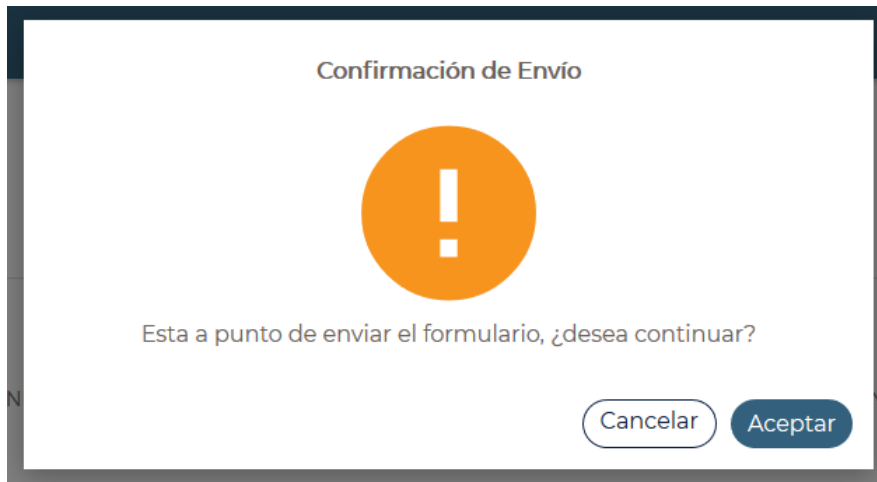 Confirmación de Envío
Esta a punto de enviar el formulario, ¿desea continuar?
N
Cancelar
Aceptar